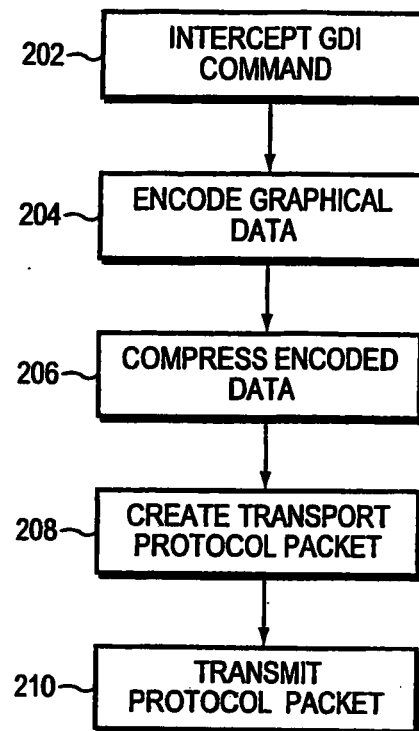 202
INTERCEPT GDI
COMMAND
204
ENCODE GRAPHICAL
DATA
206
COMPRESS ENCODED
DATA
208
CREATE TRANSPORT
PROTOCOL PACKET
210
TRANSMIT
PROTOCOL PACKET